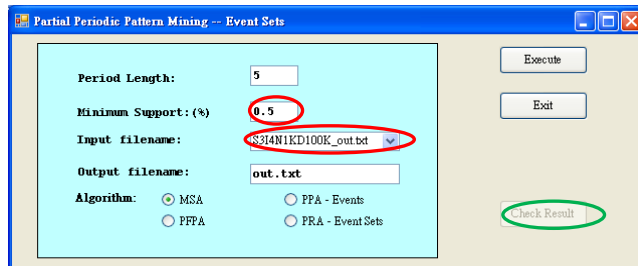 Partial Periodic Pattern Mining -- Event Sets
Period Length: 5
Execute
Minimum Support:(%) 0.5
Exit
Input filename: S3I4N1KD100K_out.txt
Output filename: out.txt
Algorithm: MSA PPA - Events
Check Result
PFPA PRA - Event Sets